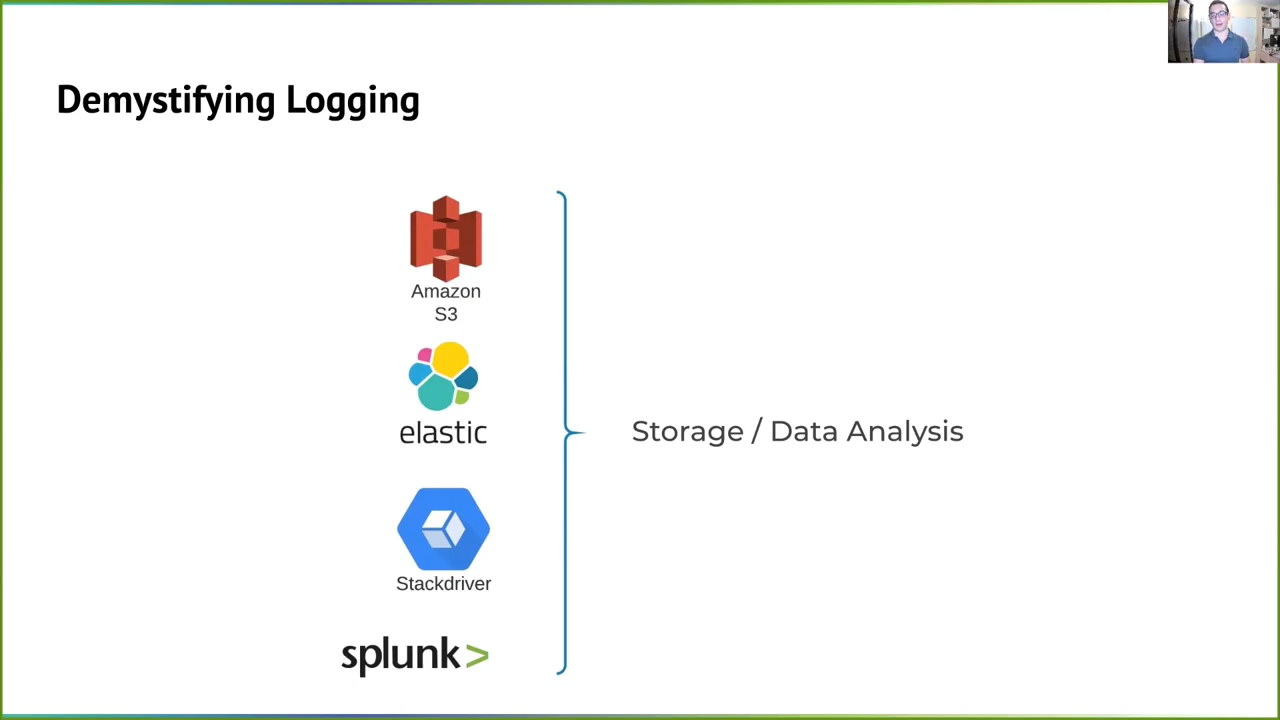 Demystifying Logging
Amazon
S3
elastic
Storage / Data Analysis
Stackdriver
splunk>